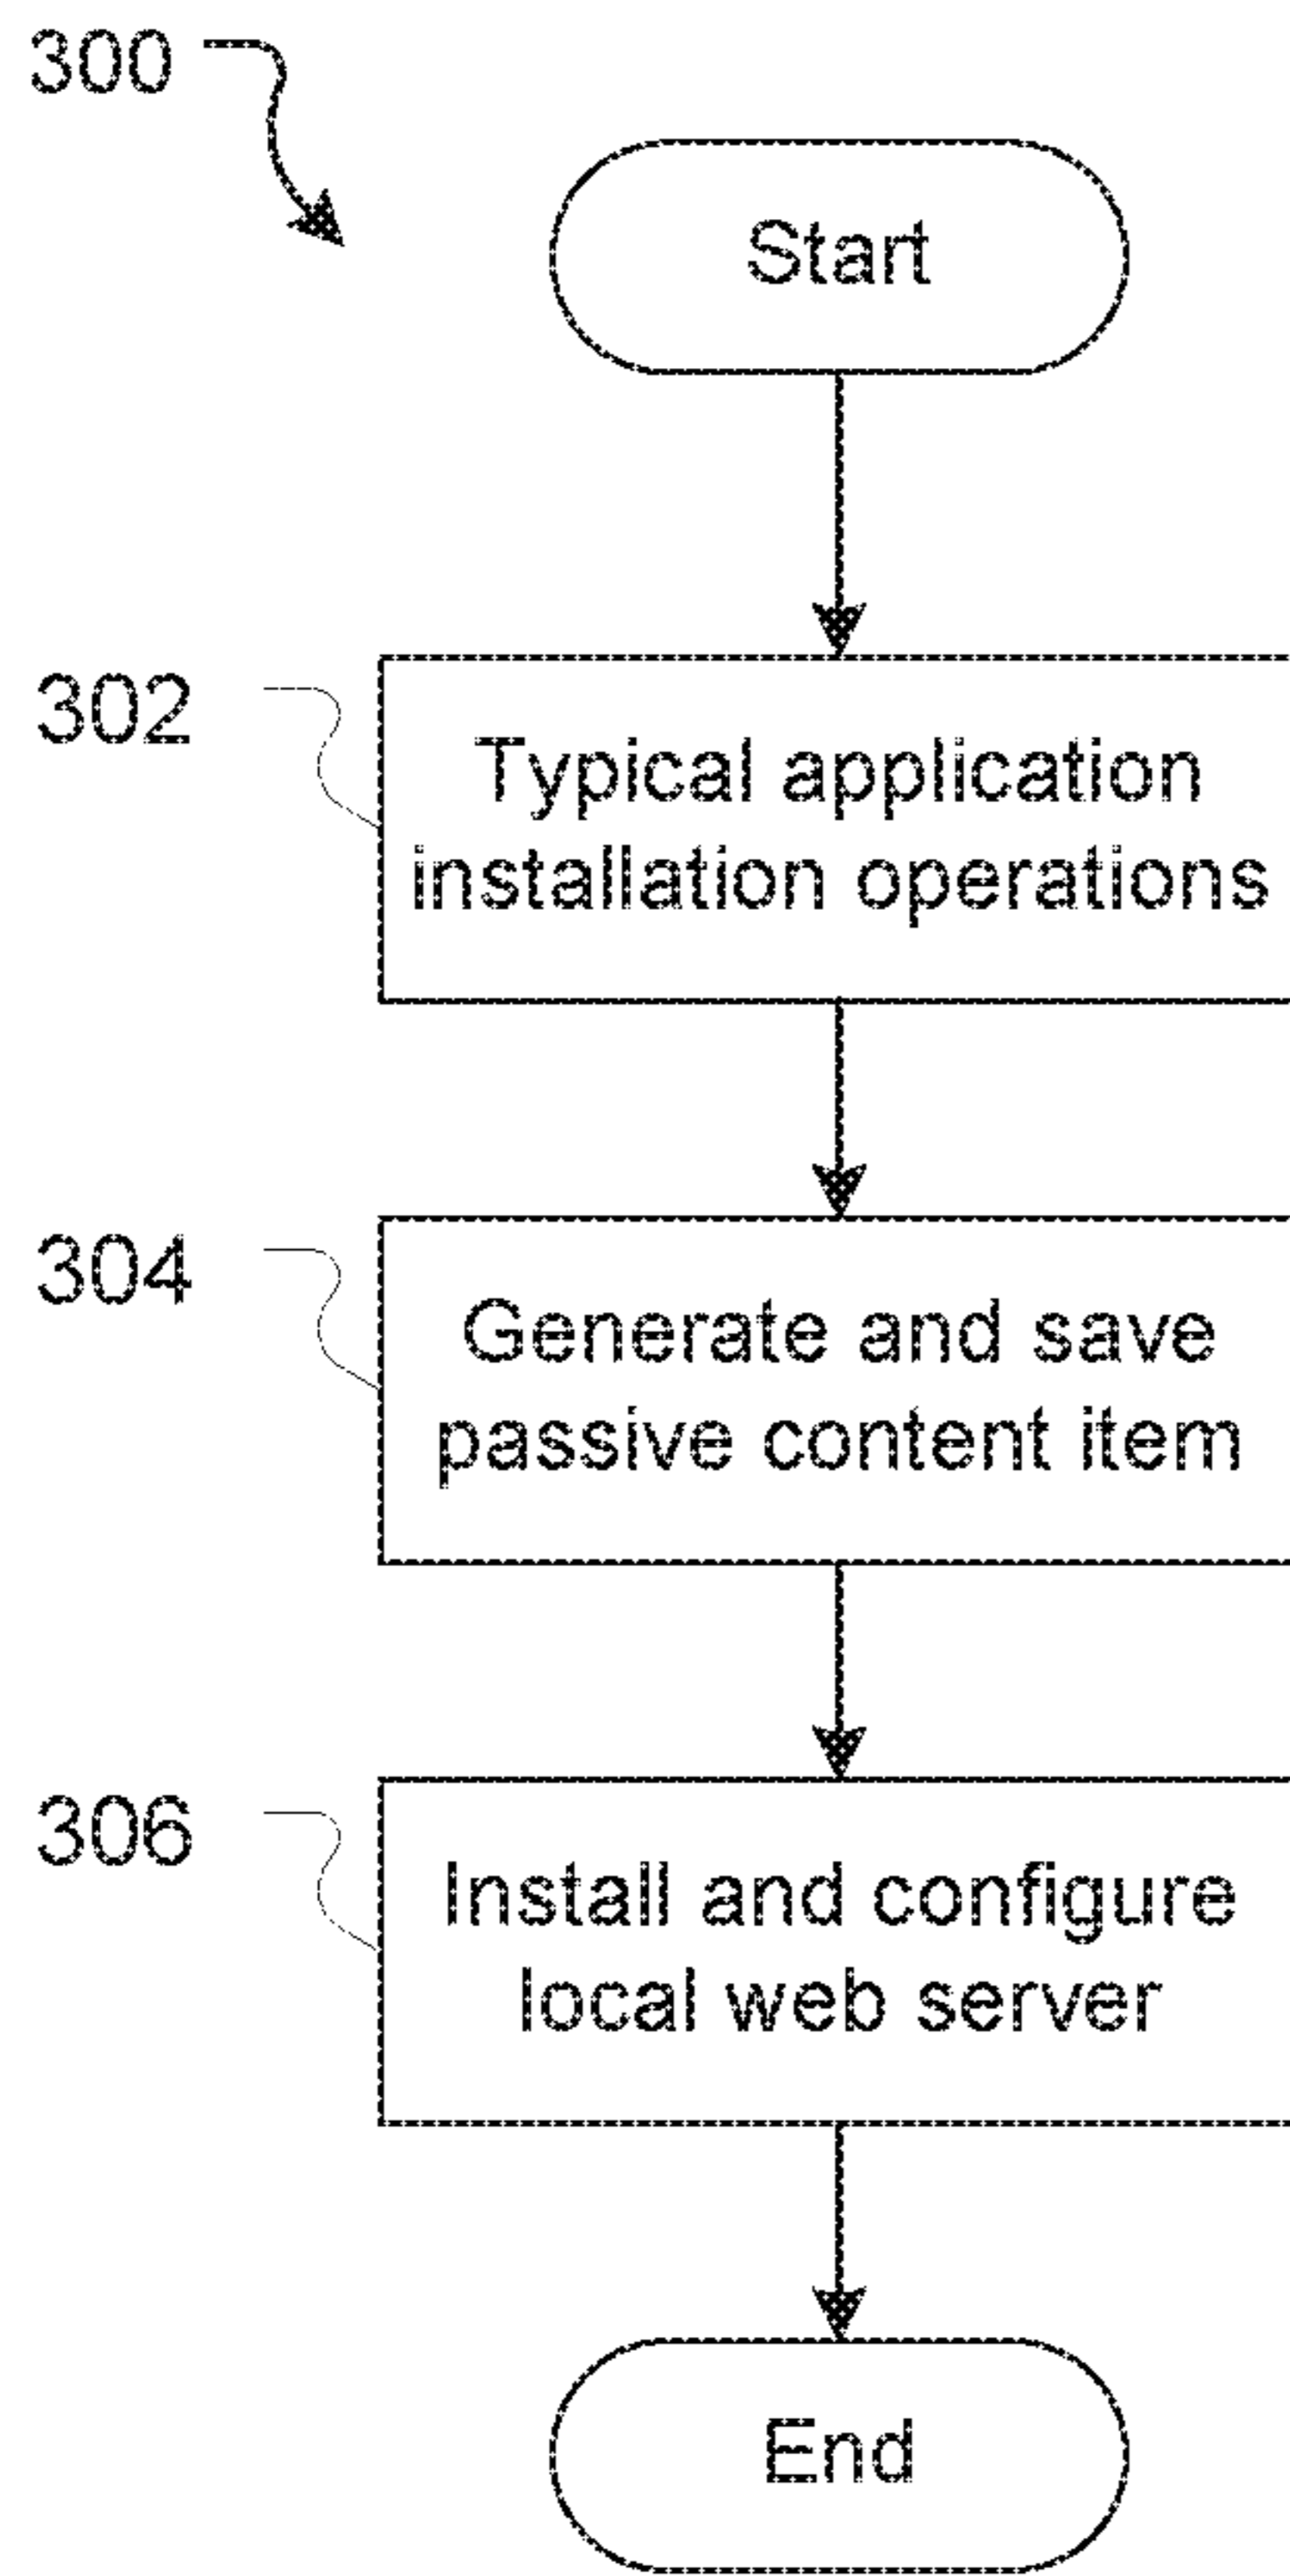 300
Start
302
Typical application
installation operations
304
Generate and save
passive content item
306
Install and configure
local web server
End